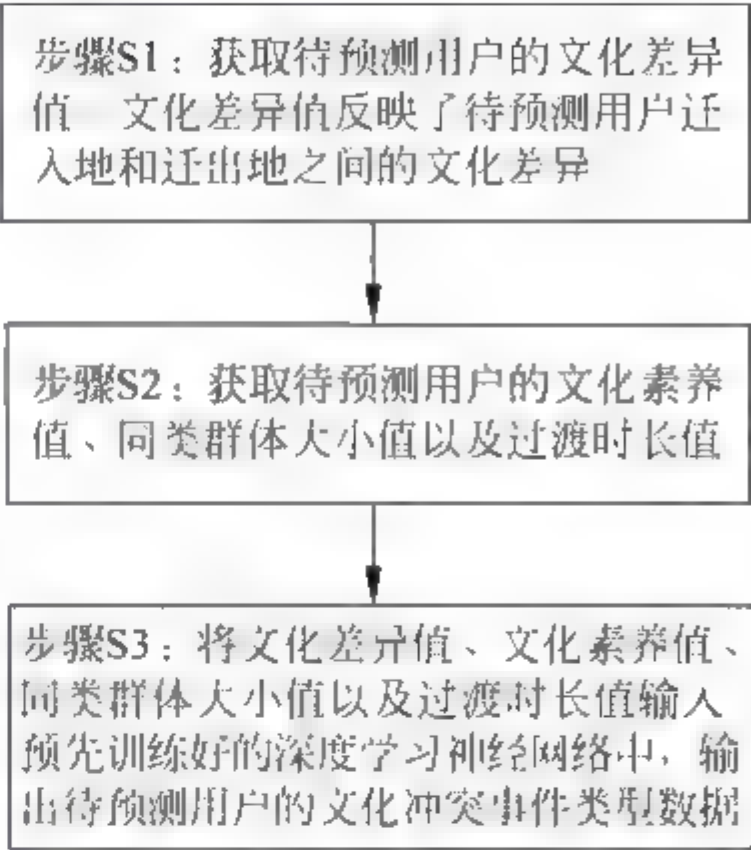 步骤S1：获取待预测用户的文化差异
值 文化差异值反映了待预测用户迁
入地和迁出地之间的文化差异
步骤S2：获取待预测用户的文化素养
值、同类群体大小值以及过渡时长值
步骤S3：将文化差异值、文化素养值、
同类群体大小值以及过渡时长值输入
预先训练好的深度学习神经网络中，输
出待预测用户的文化冲突事件类型数据